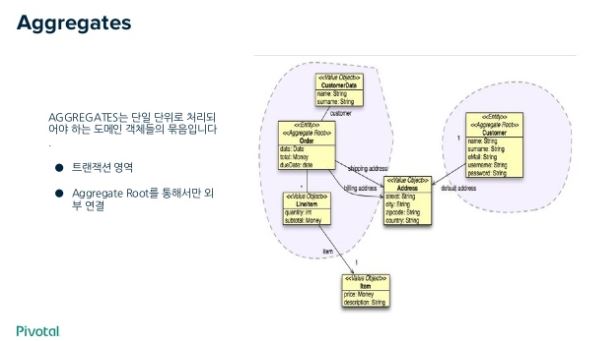 Aggregates
AGGREGATES는 단일 단위로 처리되
어야 하는 도메인 객체들의 묶음입니다
.
● 트랜잭션 영역
● Aggregate Root를 통해서만 외
부 연결
<<Value Object>>
CustomerData
name: String
surname: String
customer
<<Entity>>
<<Aggregate Root>>
Order
date: Date
total: Money
dueDate: date
shipping address
billing address
*
<<Value Object>>
LineItem
quantity: int
subtotal: Money
item
1
<<Value Object>>
Item
price: Money
description: String
<<Value Object>>
Address
street: String
city: String
zipcode: String
country: String
<<Entity>>
<<Aggregate Root>>
Customer
name: String
surname: String
eMail: String
username: String
password: String
1
default address
Pivotal